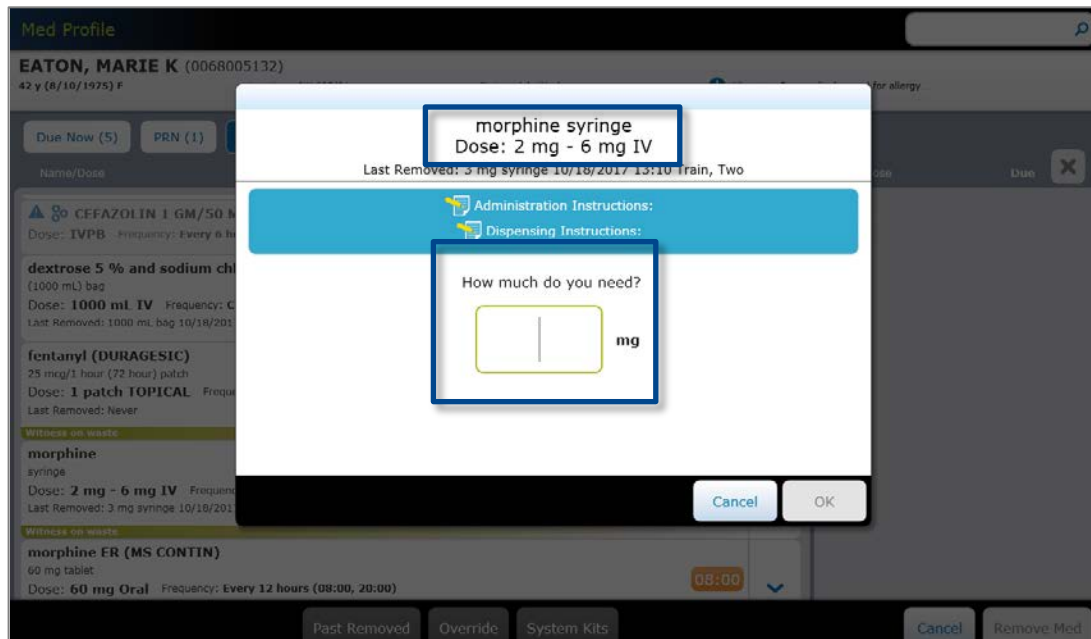 Med Profile
EATON, MARIE K (0068005132)
42 y (8/10/1975) F
for allergy
Due Now (5) PRN (1)
Name/Dose
Due
CEFAZOLIN 1 GM/50
Dose: IVPB Frequency: Every 6
dextrose 5 % and sodium
(1000 mL) bag
Dose: 1000 mL IV Frequency:
Last Removed: 1000 mL bag 10/18/201
fentanyl (DURAGESIC)
25 mcg/1 hour (72 hour) patch
Dose: 1 patch TOPICAL
Last Removed: Never
Witness on waste
morphine
syringe
Dose: 2 mg - 6 mg IV
Last Removed: 3 mg syringe 10/18/201
Witness on waste
morphine ER (MS CONTIN)
60 mg tablet
Dose: 60 mg Oral Frequency: Every 12 hours (08:00, 20:00)
08:00
morphine syringe
Dose: 2 mg - 6 mg IV
Last Removed: 3 mg syringe 10/18/2017 13:10 Train, Two
Administration Instructions:
Dispensing Instructions:
How much do you need?
mg
Cancel OK
Past Removed Override System Kits Cancel Remove Med